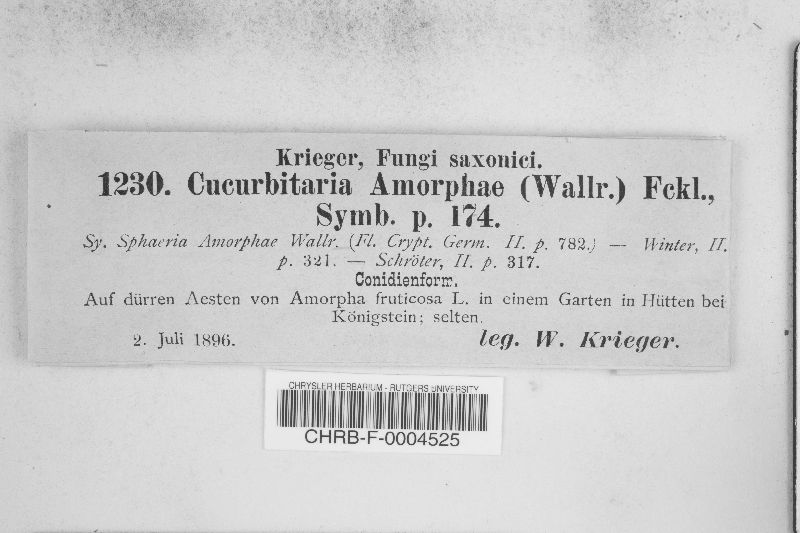 Krieger, Fungi saxonici.
1230. Cucurbitaria Amorphae (Wallr.) Fckl.,
Symb. p. 174.
Sy. Sphaeria Amorphae Wallr. (Fl. Crypt. Germ. II. p. 782.) — Winter, II.
p. 321. — Schröter, II. p. 317.
Conidienform.
Auf dürren Aesten von Amorpha fruticosa L. in einem Garten in Hütten bei
Königstein; selten.
2. Juli 1896. leg. W. Krieger.
CHRYSLER HERBARIUM - RUTGERS UNIVERSITY
CHRB-F-0004525